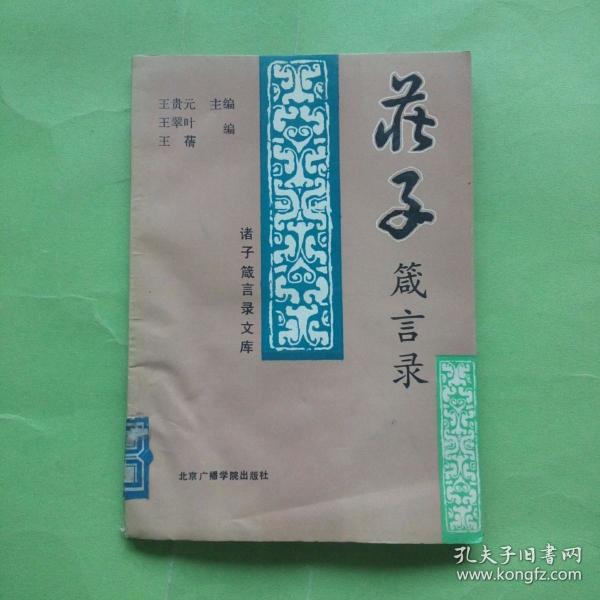 莊子
箴言录
王贵元 主编
王翠叶
王蒨 编
诸子箴言录文库
北京广播学院出版社
孔夫子旧书网
www.kongfz.com